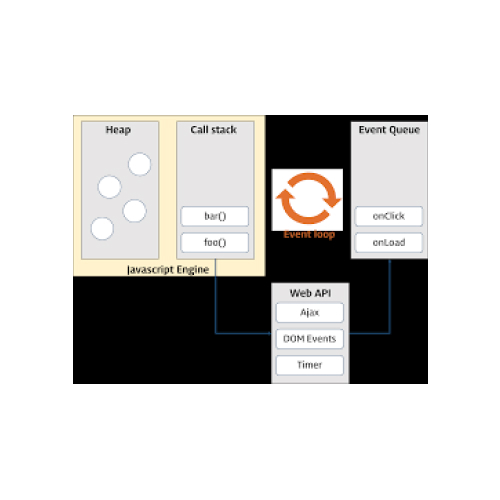 Heap
Call stack
bar()
foo()
Javascript Engine
Event loop
Event Queue
onClick
onLoad
Web API
Ajax
DOM Events
Timer